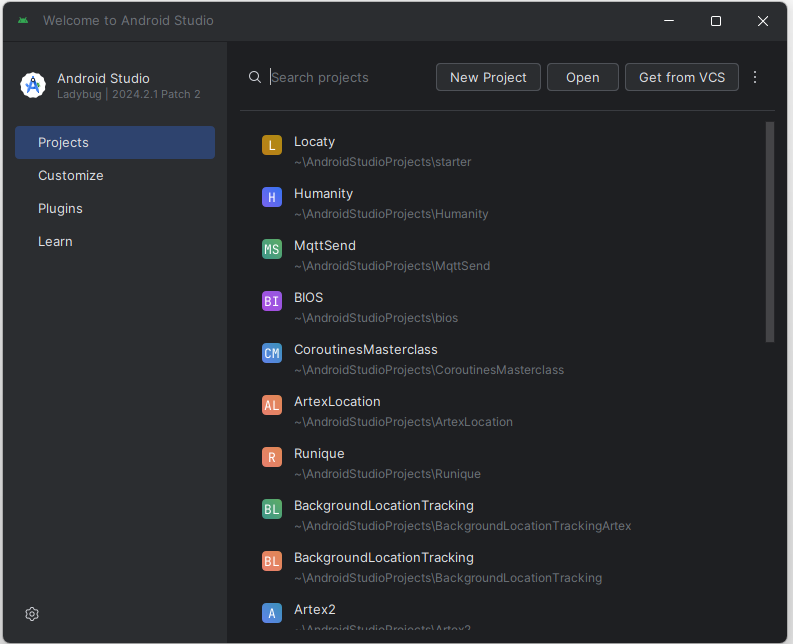 Welcome to Android Studio
Android Studio
Ladybug | 2024.2.1 Patch 2
Projects
Customize
Plugins
Learn
Search projects
New Project
Open
Get from VCS
L
Locaty
~\AndroidStudioProjects\starter
H
Humanity
~\AndroidStudioProjects\Humanity
MS
MqttSend
~\AndroidStudioProjects\MqttSend
BI
BIOS
~\AndroidStudioProjects\bios
CM
CoroutinesMasterclass
~\AndroidStudioProjects\CoroutinesMasterclass
AL
ArtexLocation
~\AndroidStudioProjects\ArtexLocation
R
Runique
~\AndroidStudioProjects\Runique
BL
BackgroundLocationTracking
~\AndroidStudioProjects\BackgroundLocationTrackingArtex
BL
BackgroundLocationTracking
~\AndroidStudioProjects\BackgroundLocationTracking
A
Artex2
~\AndroidStudioProjects\Artex2